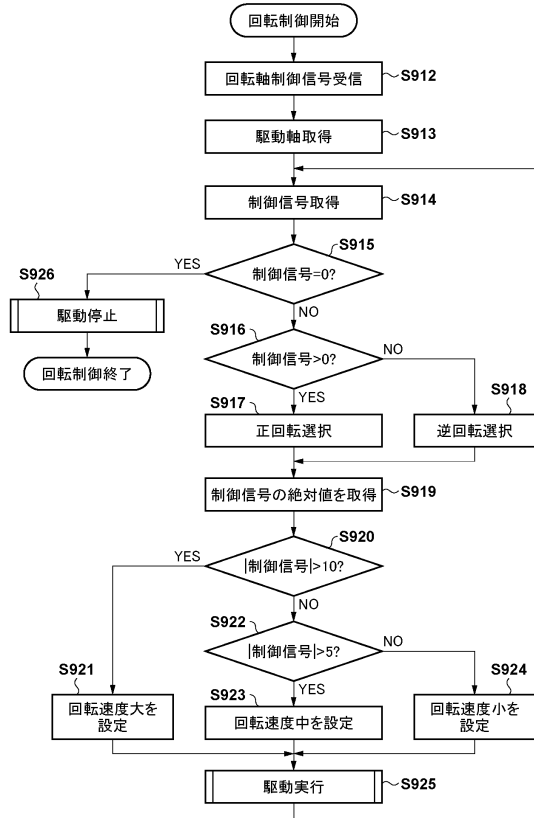 回転制御開始
回転軸制御信号受信
S912
駆動軸取得
S913
制御信号取得
S914
制御信号=0?
S915
YES
NO
S926
駆動停止
回転制御終了
S916
制御信号>0?
NO
YES
S917
正回転選択
S918
逆回転選択
制御信号の絶対値を取得
S919
|制御信号|>10?
S920
YES
NO
S922
|制御信号|>5?
NO
YES
S921
回転速度大を
設定
S923
回転速度中を設定
S924
回転速度小を
設定
駆動実行
S925